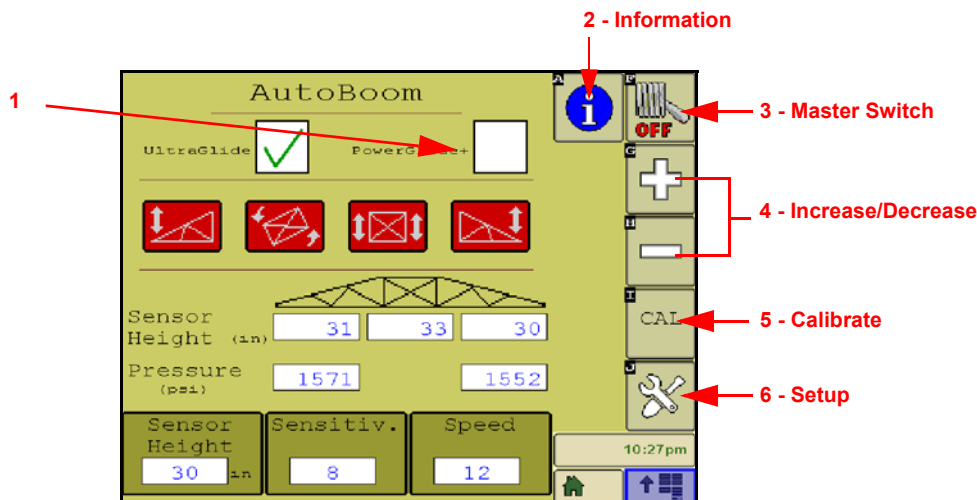 2 - Information
1
AutoBoom
A
i
F
OFF
3 - Master Switch
UltraGlide
PowerGlide+
G
4 - Increase/Decrease
H
Sensor
Height (in)
31
33
30
I
CAL
5 - Calibrate
Pressure
(psi)
1571
1552
J
6 - Setup
Sensor
Height
30 in
Sensitiv.
8
Speed
12
10:27pm